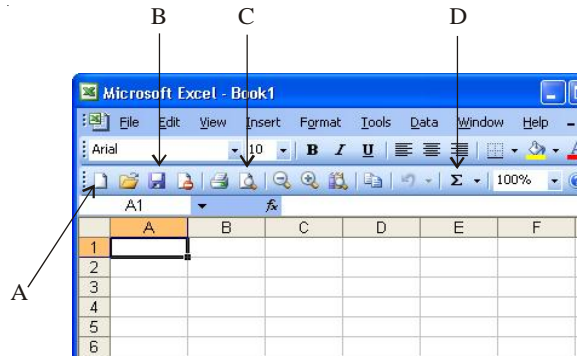 B C D
Microsoft Excel - Book1
File Edit View Insert Format Tools Data Window Help
Arial 10 B I U A
Σ 100%
A1 fx
A B C D E F
1
2
3
A
4
5
6